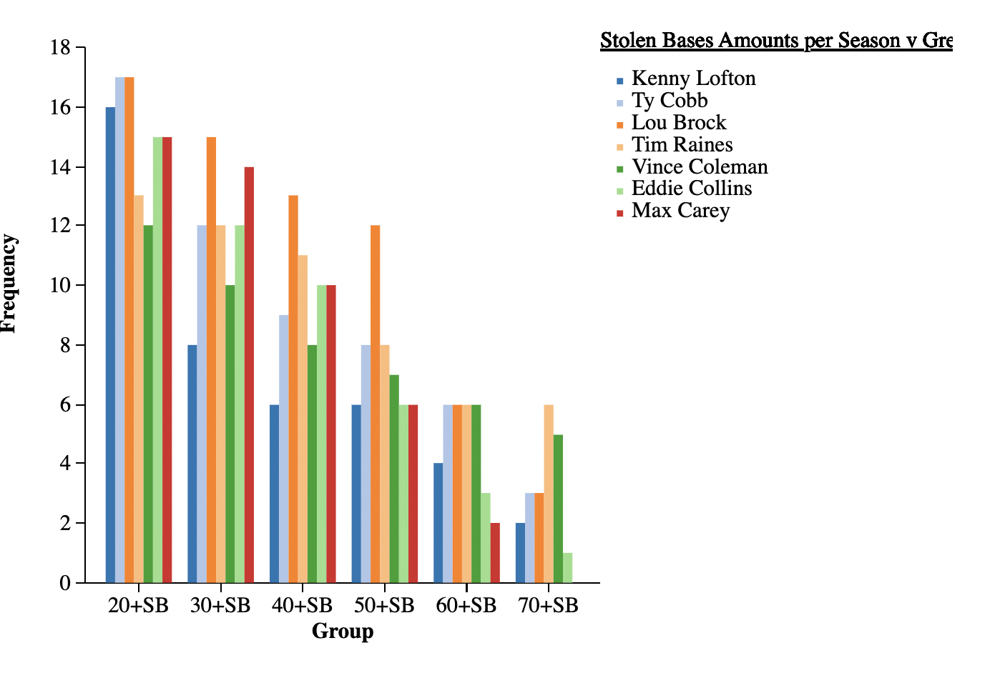 Stolen Bases Amounts per Season v Gre
Kenny Lofton
Ty Cobb
Lou Brock
Tim Raines
Vince Coleman
Eddie Collins
Max Carey
Frequency
18
16
14
12
10
8
6
4
2
0
20+SB 30+SB 40+SB 50+SB 60+SB 70+SB
Group